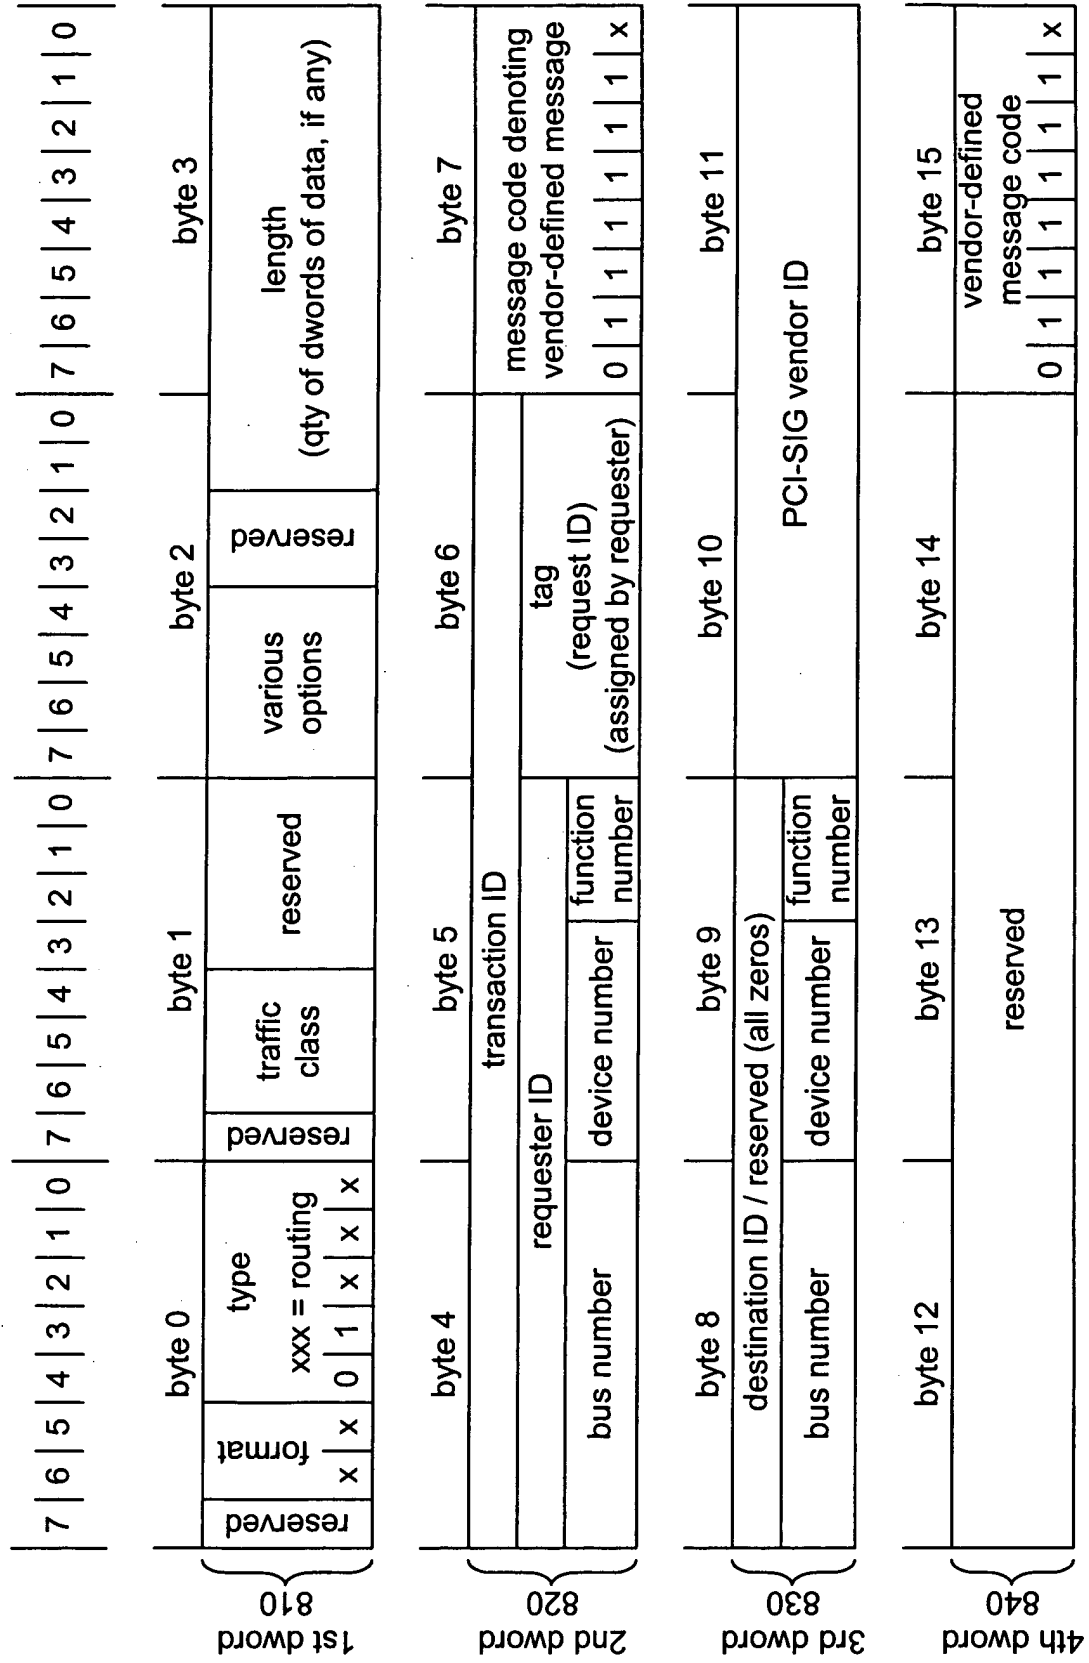 7 | 6 | 5 | 4 | 3 | 2 | 1 | 0 | 7 | 6 | 5 | 4 | 3 | 2 | 1 | 0 | 7 | 6 | 5 | 4 | 3 | 2 | 1 | 0 | 7 | 6 | 5 | 4 | 3 | 2 | 1 | 0
1st dword
810
byte 0
byte 1
byte 2
byte 3
reserved
format
x | x
type
xxx = routing
0 | 1 | x | x | x
reserved
traffic
class
reserved
various
options
reserved
length
(qty of dwords of data, if any)
2nd dword
820
byte 4
byte 5
byte 6
byte 7
transaction ID
requester ID
bus number
device number
function
number
tag
(request ID)
(assigned by requester)
message code denoting
vendor-defined message
0 | 1 | 1 | 1 | 1 | 1 | 1 | x
3rd dword
830
byte 8
byte 9
byte 10
byte 11
destination ID / reserved (all zeros)
bus number
device number
function
number
PCI-SIG vendor ID
4th dword
840
byte 12
byte 13
byte 14
byte 15
reserved
vendor-defined
message code
0 | 1 | 1 | 1 | 1 | 1 | 1 | x